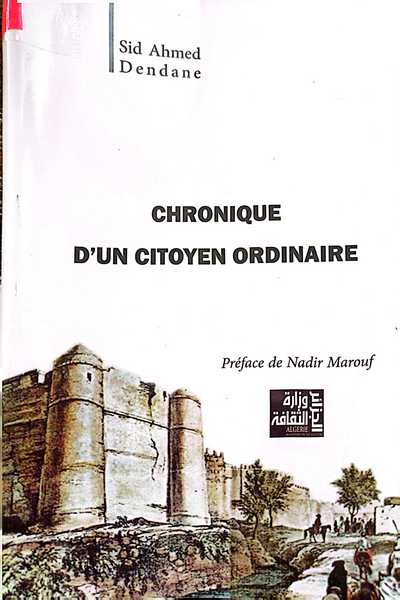 Sid Ahmed
Dendane
CHRONIQUE
D'UN CITOYEN ORDINAIRE
Préface de Nadir Marouf
وزارة
الثقافة
ALGERIE